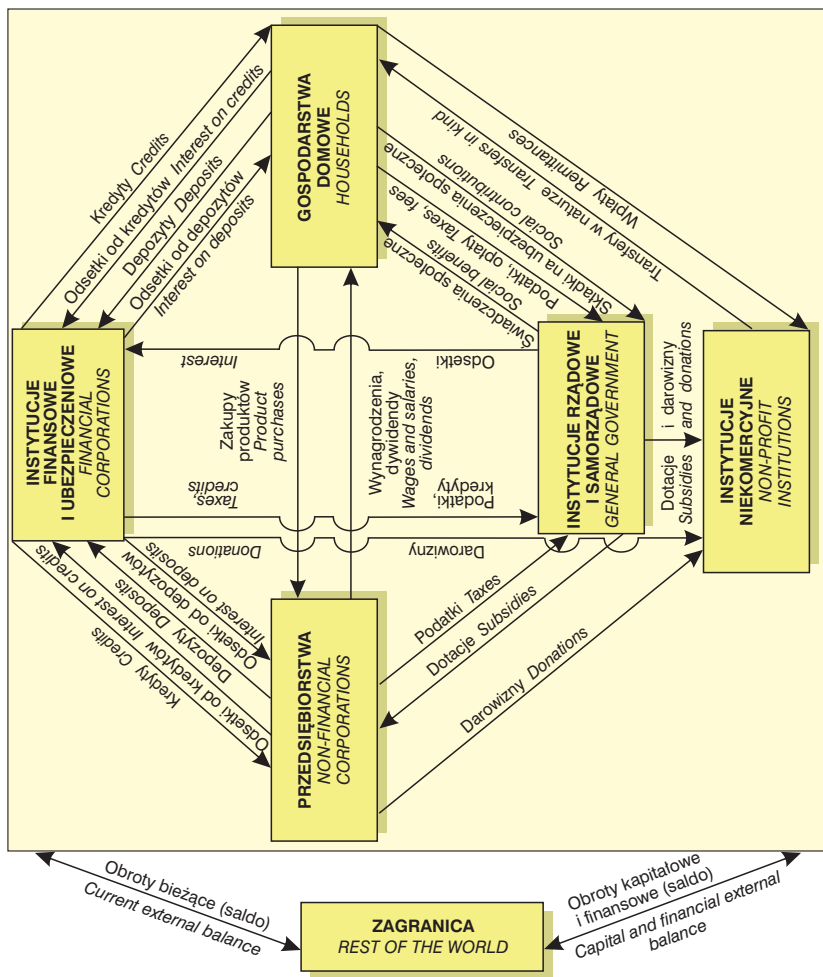 GOSPODARSTWA
DOMOWE
HOUSEHOLDS
Kredyty Credits
Odsetki od kredytów Interest on credits
Depozyty Deposits
Odsetki od depozytów
Interest on deposits
Wpłaty Remittances
Transfery w naturze Transfers in kind
Składki na ubezpieczenia społeczne
Social contributions
Podatki, opłaty Taxes, fees
Świadczenia społeczne
Social benefits
INSTYTUCJE
FINANSOWE
I UBEZPIECZENIOWE
FINANCIAL
CORPORATIONS
Odsetki
Interest
Zakupy
produktów
Product
purchases
Wynagrodzenia,
dywidendy
Wages and salaries,
dividends
INSTYTUCJE RZĄDOWE
I SAMORZĄDOWE
GENERAL GOVERNMENT
i darowizny
and donations
Dotacje
Subsidies
INSTYTUCJE
NIEKOMERCYJNE
NON-PROFIT
INSTITUTIONS
Podatki,
kredyty
Taxes,
credits
Darowizny
Donations
Interest on deposits
Odsetki od depozytów
Depozyty Deposits
Odsetki od kredytów Interest on credits
Kredyty Credits
PRZEDSIĘBIORSTWA
NON-FINANCIAL
CORPORATIONS
Podatki Taxes
Dotacje Subsidies
Darowizny Donations
Obroty bieżące (saldo)
Current external balance
ZAGRANICA
REST OF THE WORLD
Obroty kapitałowe
i finansowe (saldo)
Capital and financial external
balance